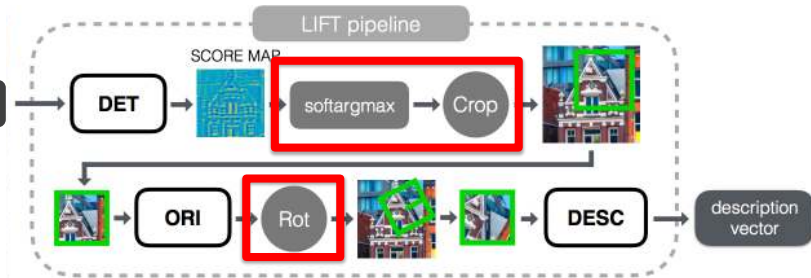 LIFT pipeline
SCORE MAP
DET
softargmax
Crop
ORI
Rot
DESC
description
vector